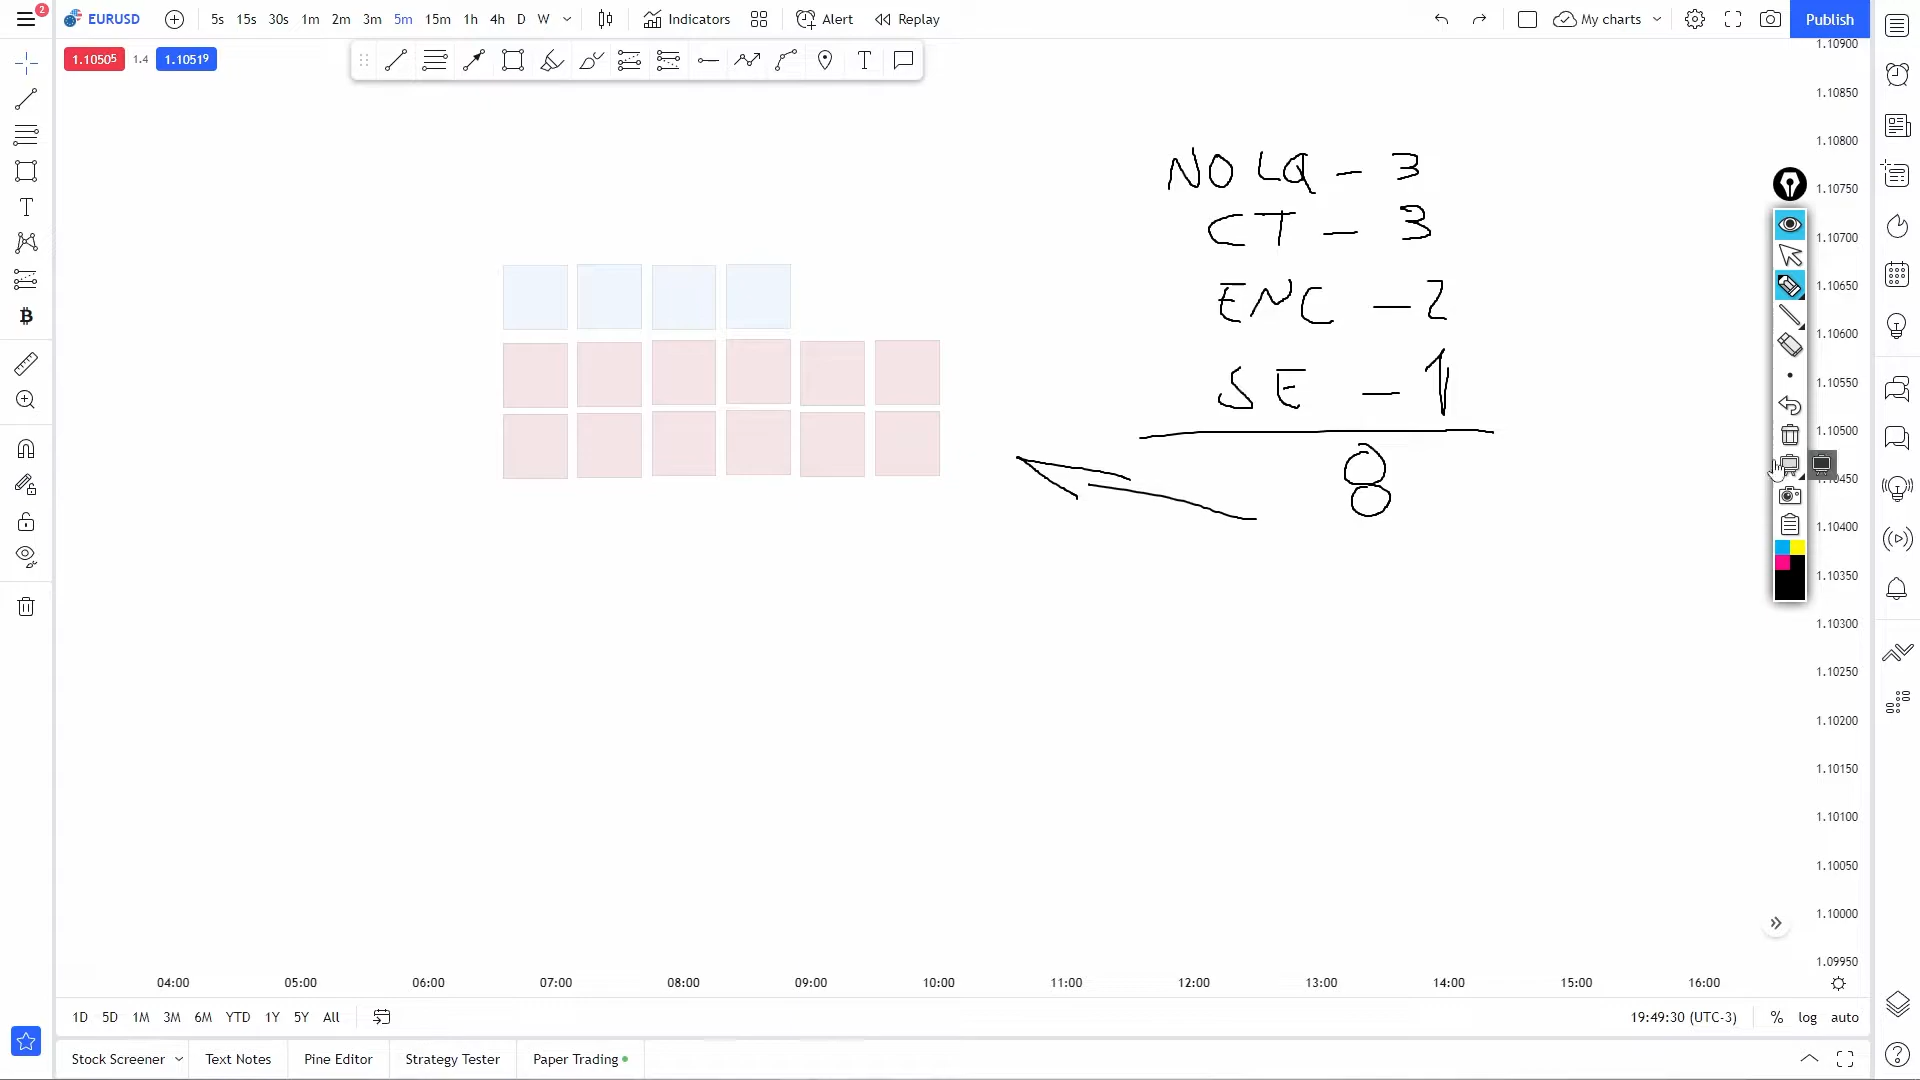 2
EURUSD 5s 15s 30s 1m 2m 3m 5m 15m 1h 4h D W Indicators Alert Replay My charts Publish
1.10505 1.4 1.10519
NO LQ - 3
CT - 3
ENC - 2
SE - 1
8
1.10900
1.10850
1.10800
1.10750
1.10700
1.10650
1.10600
1.10550
1.10500
1.10450
1.10400
1.10350
1.10300
1.10250
1.10200
1.10150
1.10100
1.10050
1.10000
1.09950
04:00 05:00 06:00 07:00 08:00 09:00 10:00 11:00 12:00 13:00 14:00 15:00 16:00
1D 5D 1M 3M 6M YTD 1Y 5Y All 19:49:30 (UTC-3) % log auto
Stock Screener Text Notes Pine Editor Strategy Tester Paper Trading